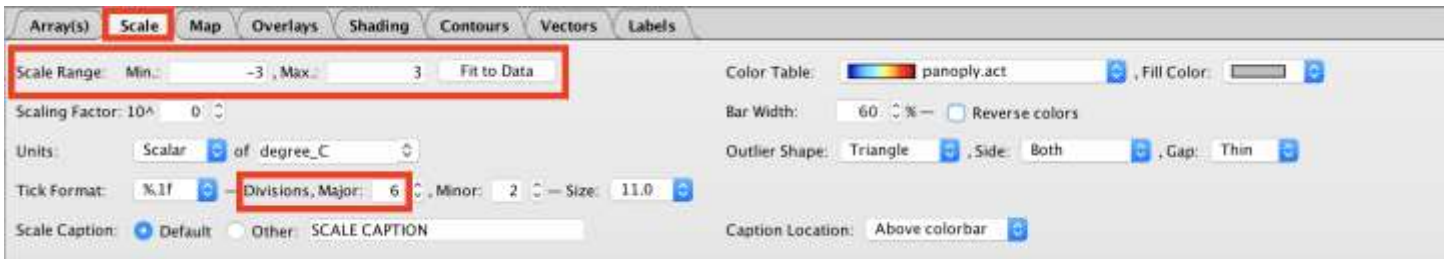 Array(s) Scale Map Overlays Shading Contours Vectors Labels
Scale Range: Min.: -3 , Max.: 3 Fit to Data Color Table: panoply.act , Fill Color:
Scaling Factor: 10^ 0 Bar Width: 60 % — Reverse colors
Units: Scalar of degree_C Outlier Shape: Triangle , Side: Both , Gap: Thin
Tick Format: %.1f — Divisions, Major: 6 , Minor: 2 — Size: 11.0
Scale Caption: Default Other: SCALE CAPTION Caption Location: Above colorbar